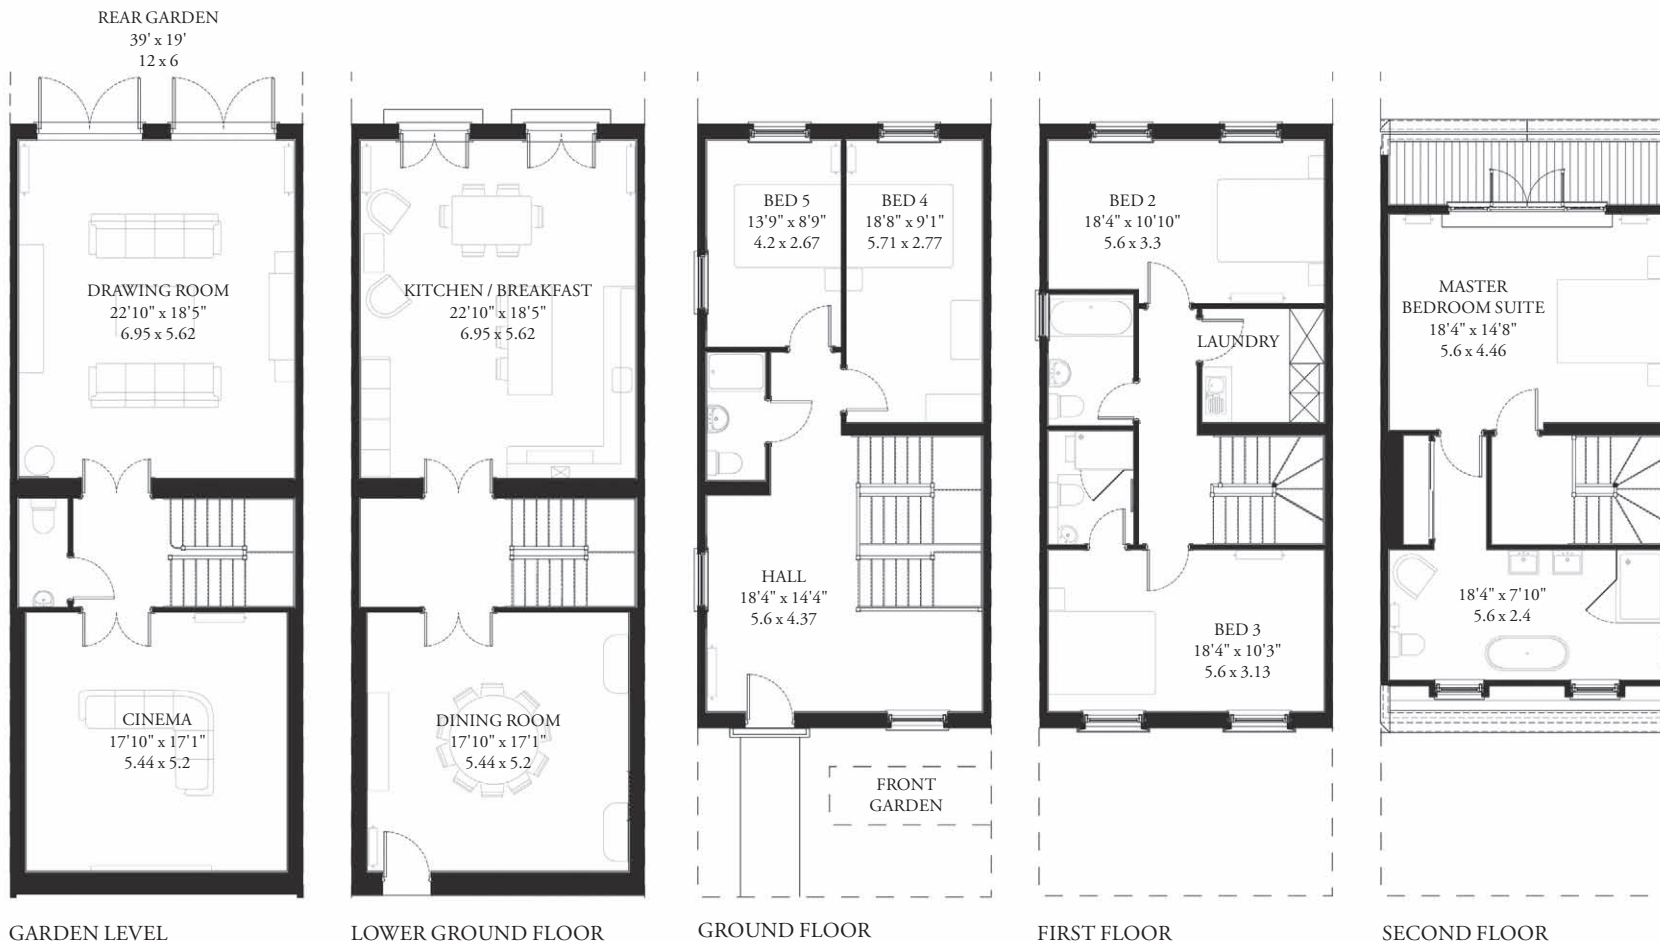 REAR GARDEN
39' x 19'
12 x 6
DRAWING ROOM
22'10" x 18'5"
6.95 x 5.62
CINEMA
17'10" x 17'1"
5.44 x 5.2
GARDEN LEVEL
KITCHEN / BREAKFAST
22'10" x 18'5"
6.95 x 5.62
DINING ROOM
17'10" x 17'1"
5.44 x 5.2
LOWER GROUND FLOOR
BED 5
13'9" x 8'9"
4.2 x 2.67
BED 4
18'8" x 9'1"
5.71 x 2.77
HALL
18'4" x 14'4"
5.6 x 4.37
FRONT
GARDEN
GROUND FLOOR
BED 2
18'4" x 10'10"
5.6 x 3.3
LAUNDRY
BED 3
18'4" x 10'3"
5.6 x 3.13
FIRST FLOOR
MASTER
BEDROOM SUITE
18'4" x 14'8"
5.6 x 4.46
18'4" x 7'10"
5.6 x 2.4
SECOND FLOOR